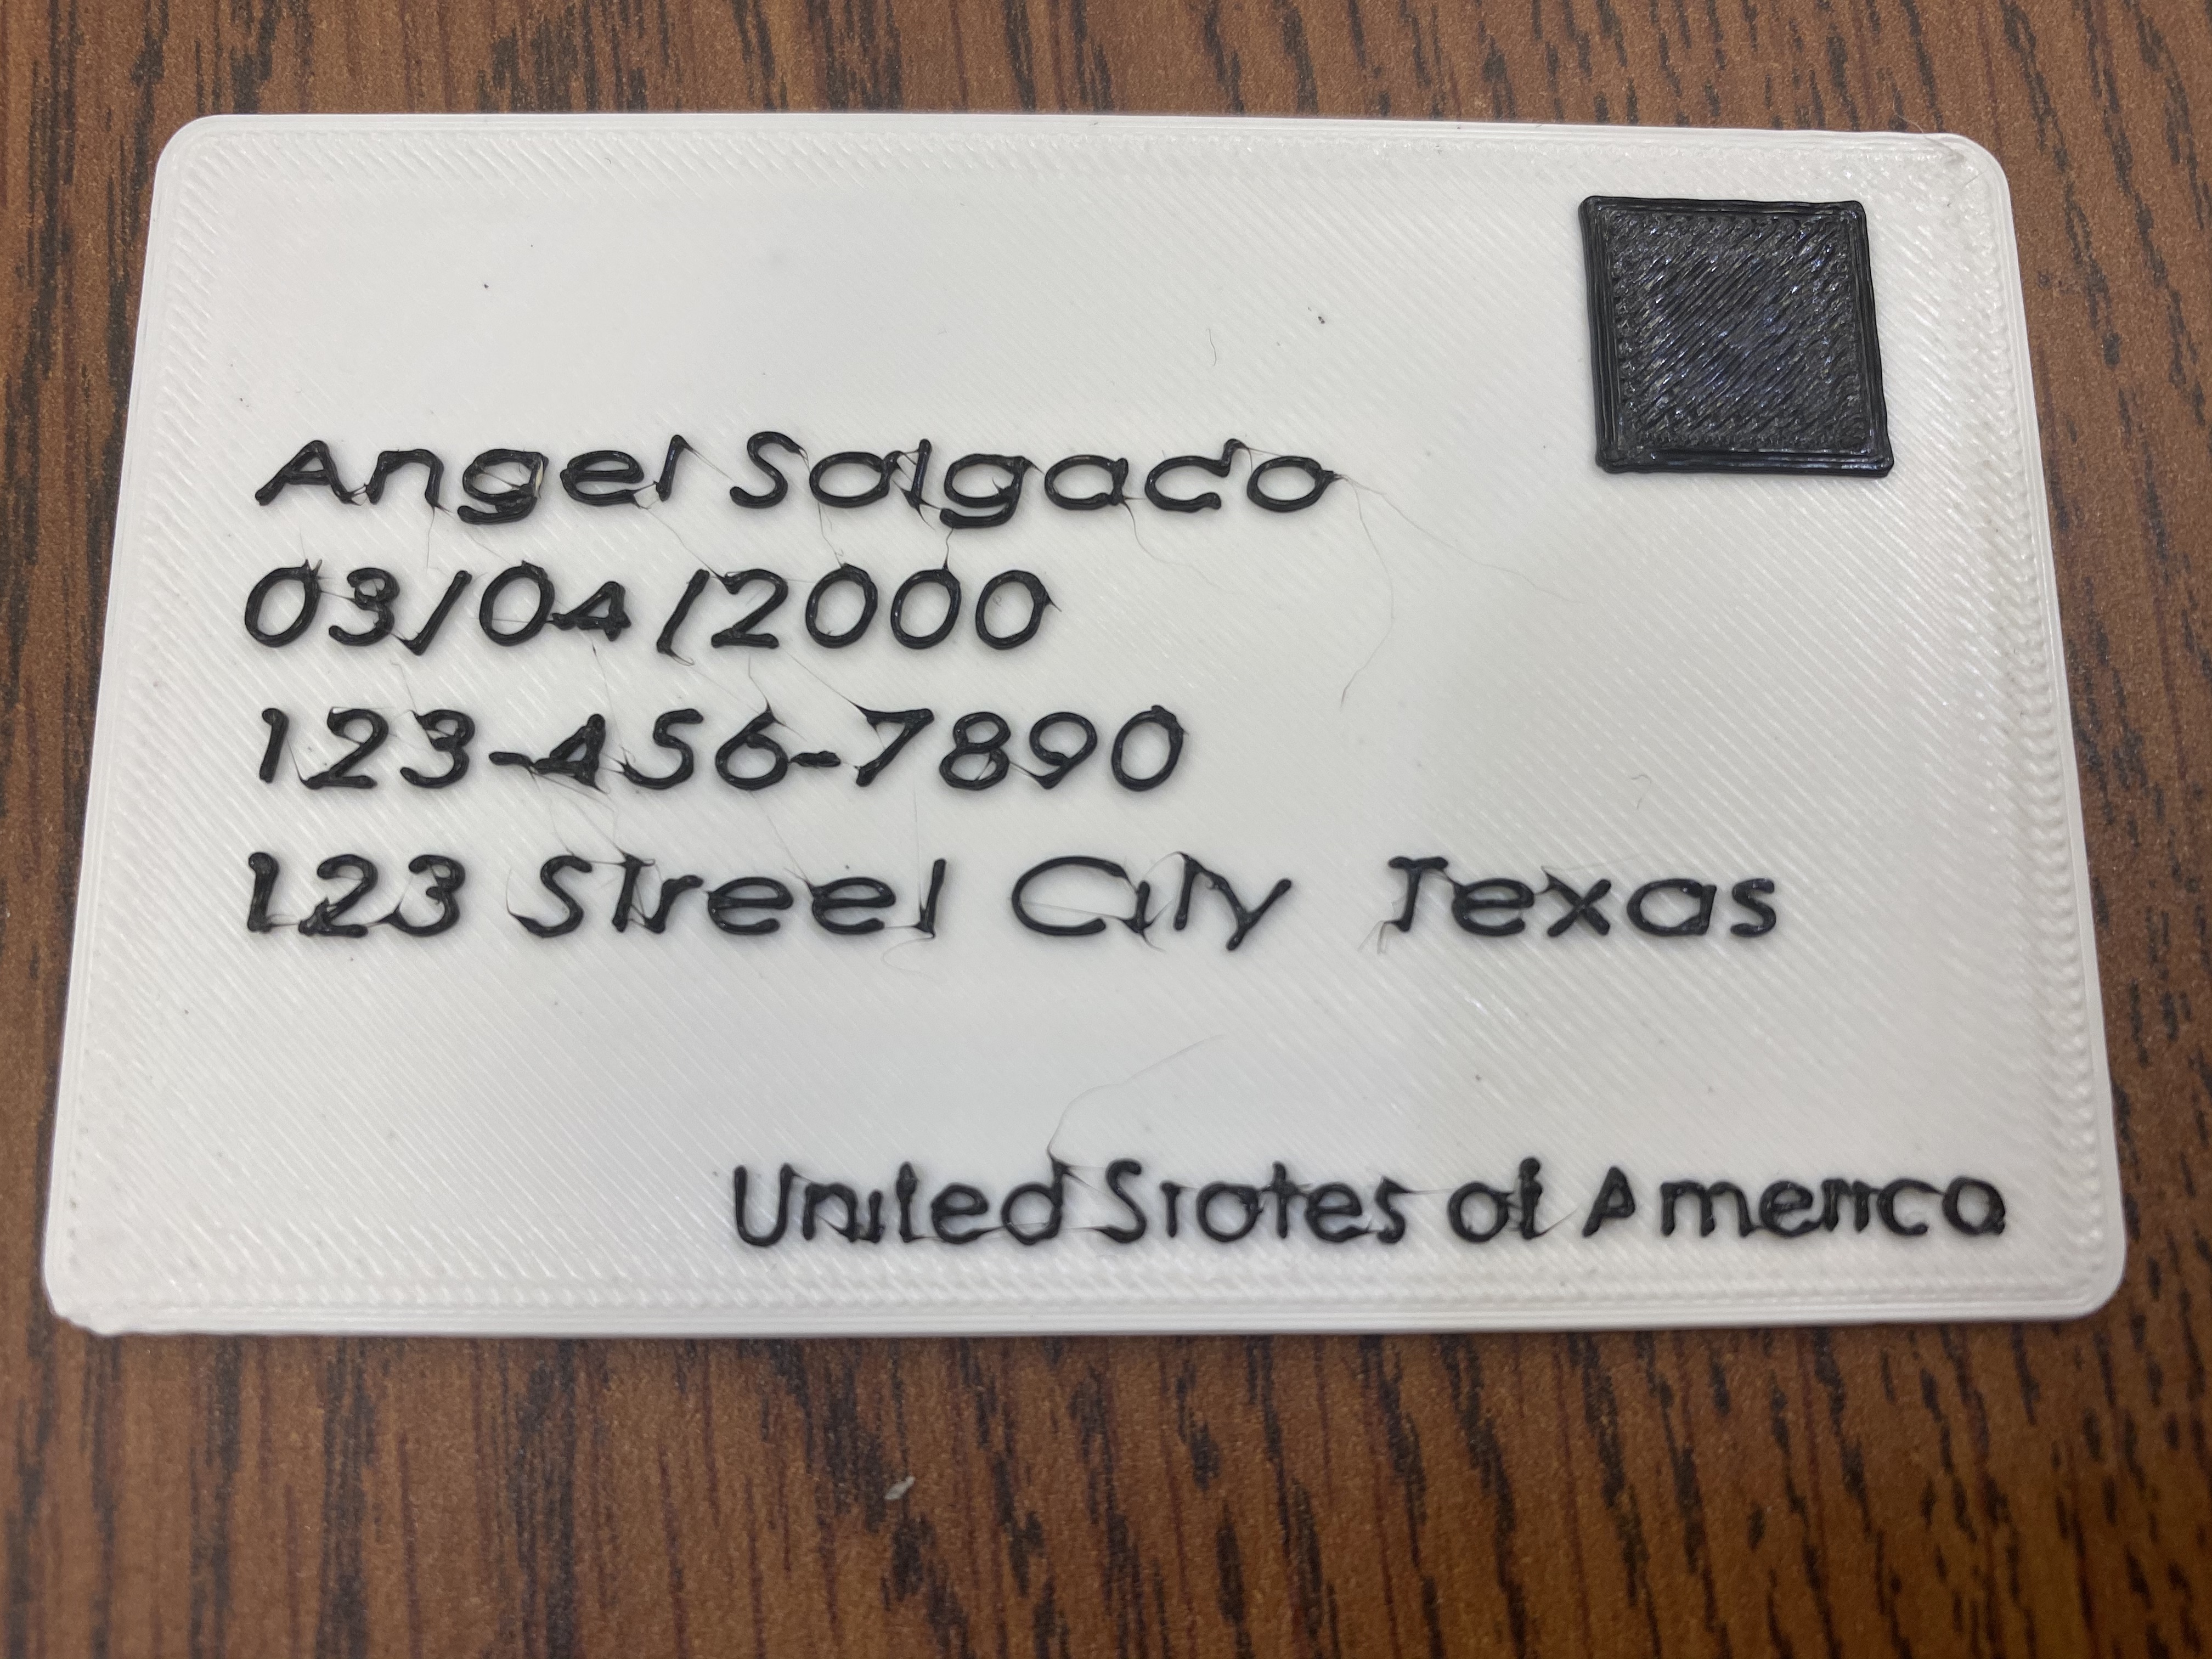 Angel Salgado
03/04/2000
123-456-7890
123 Street City Texas
United States of America